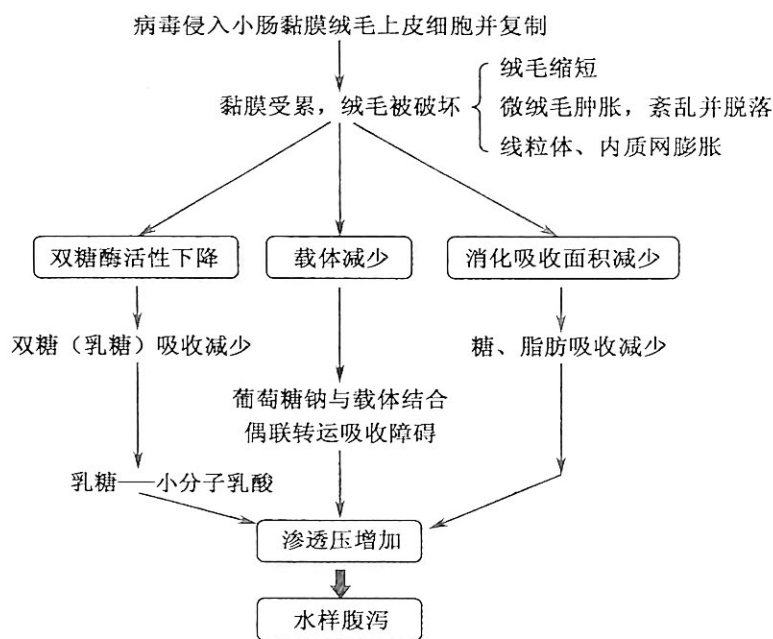 病毒侵入小肠黏膜绒毛上皮细胞并复制
黏膜受累，绒毛被破坏
绒毛缩短
微绒毛肿胀，紊乱并脱落
线粒体、内质网膨胀
双糖酶活性下降
载体减少
消化吸收面积减少
双糖（乳糖）吸收减少
糖、脂肪吸收减少
葡萄糖钠与载体结合
偶联转运吸收障碍
乳糖——小分子乳酸
渗透压增加
水样腹泻